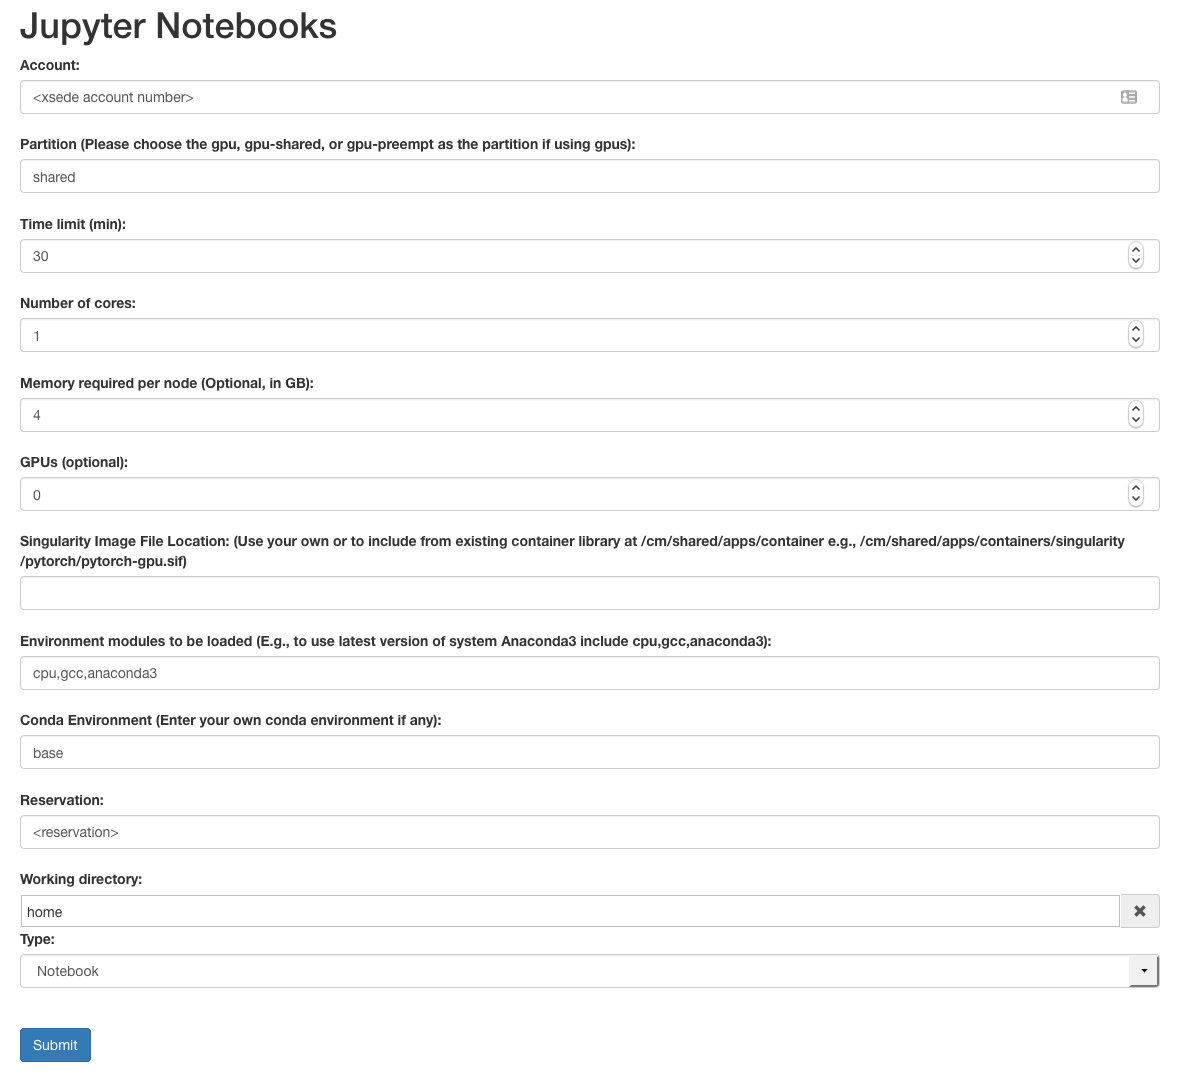 Jupyter Notebooks
Account:
<xsede account number>
Partition (Please choose the gpu, gpu-shared, or gpu-preempt as the partition if using gpus):
shared
Time limit (min):
30
Number of cores:
1
Memory required per node (Optional, in GB):
4
GPUs (optional):
0
Singularity Image File Location: (Use your own or to include from existing container library at /cm/shared/apps/container e.g., /cm/shared/apps/containers/singularity
/pytorch/pytorch-gpu.sif)
Environment modules to be loaded (E.g., to use latest version of system Anaconda3 include cpu,gcc,anaconda3):
cpu,gcc,anaconda3
Conda Environment (Enter your own conda environment if any):
base
Reservation:
<reservation>
Working directory:
home
Type:
Notebook
Submit